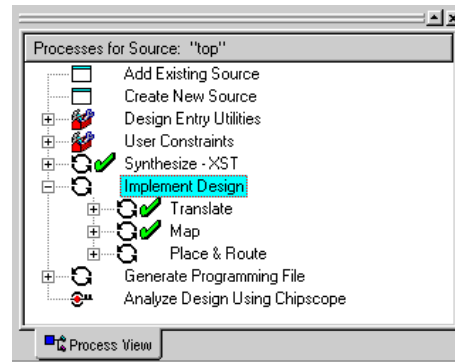 Processes for Source: "top"
Add Existing Source
Create New Source
Design Entry Utilities
User Constraints
Synthesize - XST
Implement Design
Translate
Map
Place & Route
Generate Programming File
Analyze Design Using Chipscope
Process View